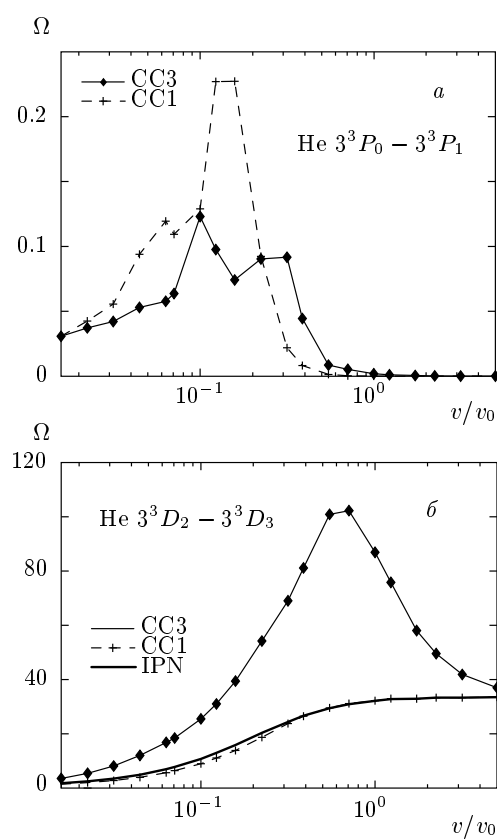 Ω
CC3
CC1
а
0.2
He 3³P₀ − 3³P₁
0.1
0
10⁻¹
10⁰
v/v₀
Ω
120
He 3³D₂ − 3³D₃
б
80
CC3
CC1
IPN
40
0
10⁻¹
10⁰
v/v₀